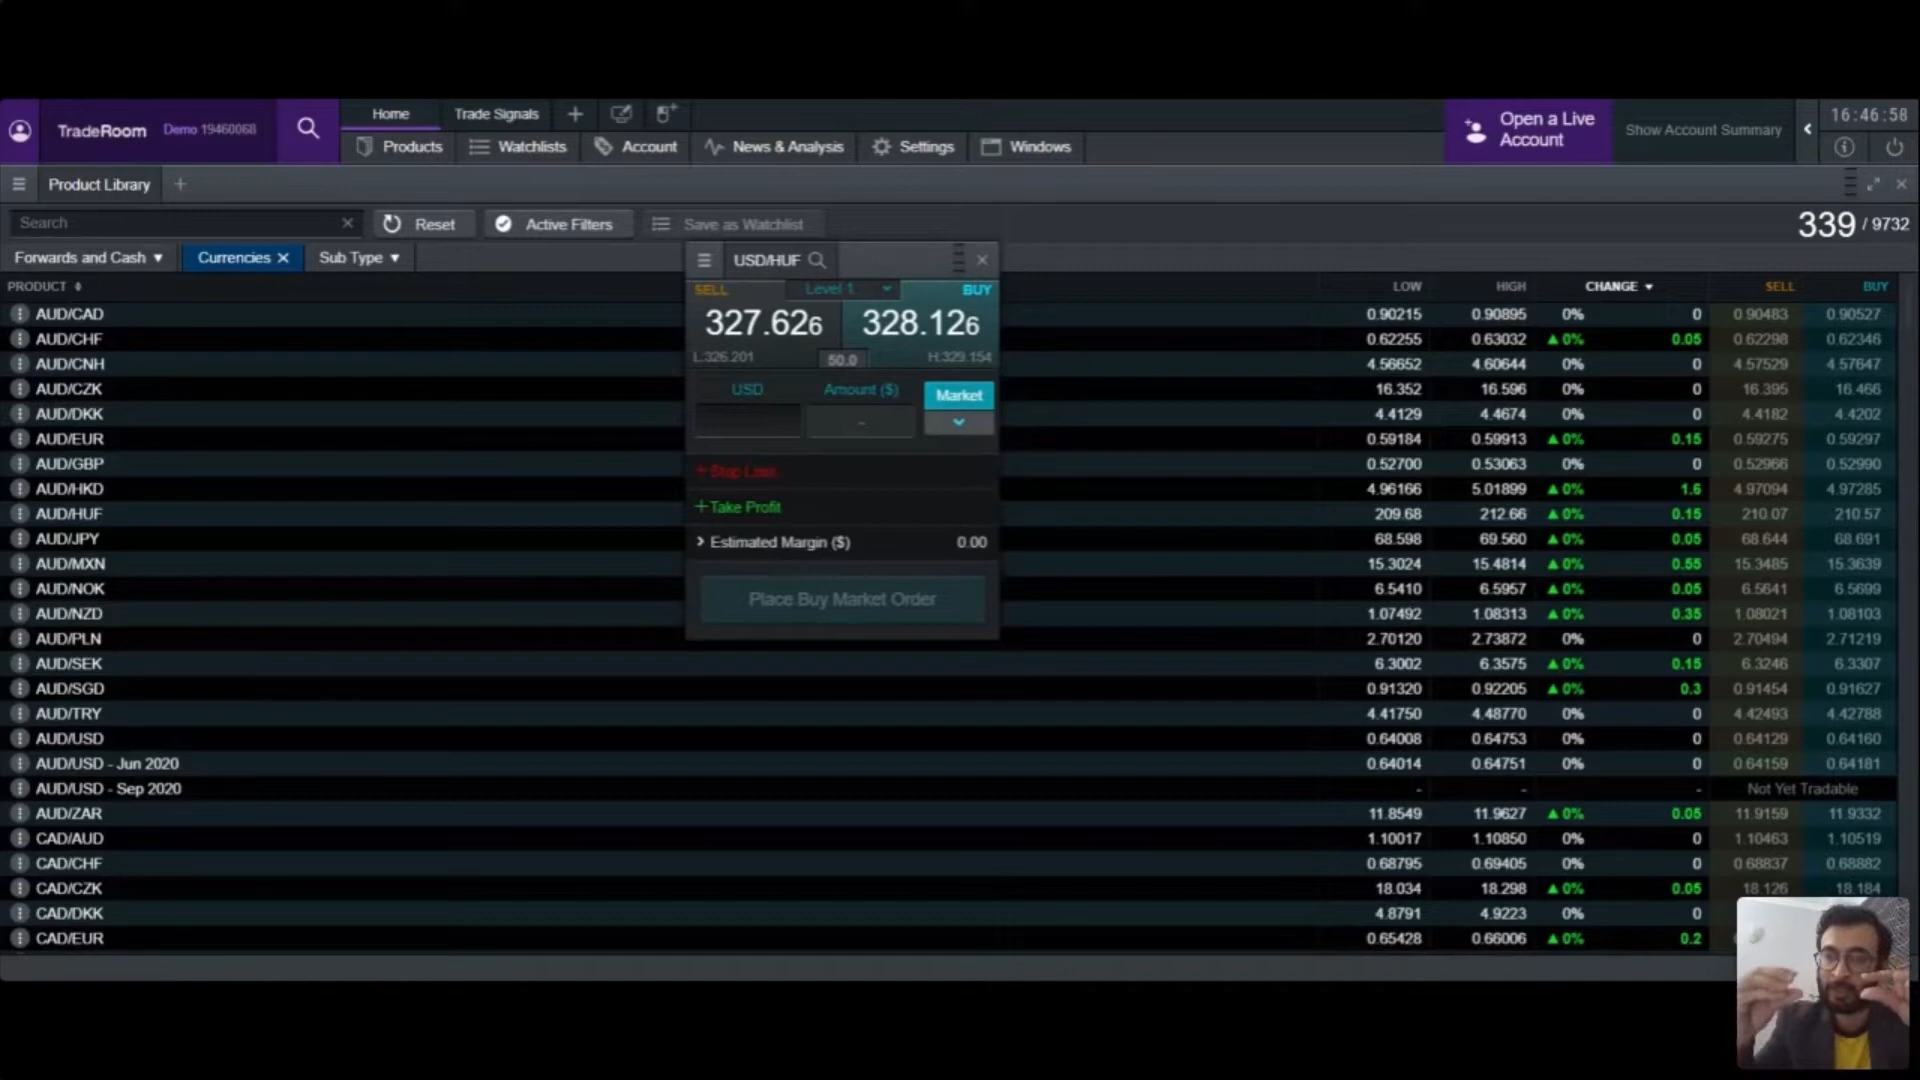 TradeRoom Demo 19460068
Home Trade Signals
Products Watchlists Account News & Analysis Settings Windows
Open a Live Account
Show Account Summary
16:46:58
Product Library
Search
Reset
Active Filters
Save as Watchlist
339 / 9732
Forwards and Cash
Currencies
Sub Type
PRODUCT LOW HIGH CHANGE SELL BUY
AUD/CAD 0.90215 0.90895 0% 0 0.90483 0.90527
AUD/CHF 0.62255 0.63032 ▲0% 0.05 0.62298 0.62346
AUD/CNH 4.56652 4.60644 0% 0 4.57529 4.57647
AUD/CZK 16.352 16.596 0% 0 16.395 16.466
AUD/DKK 4.4129 4.4674 0% 0 4.4182 4.4202
AUD/EUR 0.59184 0.59913 ▲0% 0.15 0.59275 0.59297
AUD/GBP 0.52700 0.53063 0% 0 0.52966 0.52990
AUD/HKD 4.96166 5.01899 ▲0% 1.6 4.97094 4.97285
AUD/HUF 209.68 212.66 ▲0% 0.15 210.07 210.57
AUD/JPY 68.598 69.560 ▲0% 0.05 68.644 68.691
AUD/MXN 15.3024 15.4814 ▲0% 0.55 15.3485 15.3639
AUD/NOK 6.5410 6.5957 ▲0% 0.05 6.5641 6.5699
AUD/NZD 1.07492 1.08313 ▲0% 0.35 1.08021 1.08103
AUD/PLN 2.70120 2.73872 0% 0 2.70494 2.71219
AUD/SEK 6.3002 6.3575 ▲0% 0.15 6.3246 6.3307
AUD/SGD 0.91320 0.92205 ▲0% 0.3 0.91454 0.91627
AUD/TRY 4.41750 4.48770 0% 0 4.42493 4.42788
AUD/USD 0.64008 0.64753 0% 0 0.64129 0.64160
AUD/USD - Jun 2020 0.64014 0.64751 0% 0 0.64159 0.64181
AUD/USD - Sep 2020 - - - Not Yet Tradable
AUD/ZAR 11.8549 11.9627 ▲0% 0.05 11.9159 11.9332
CAD/AUD 1.10017 1.10850 0% 0 1.10463 1.10519
CAD/CHF 0.68795 0.69405 0% 0 0.68837 0.68882
CAD/CZK 18.034 18.298 ▲0% 0.05 18.126 18.184
CAD/DKK 4.8791 4.9223 0% 0
CAD/EUR 0.65428 0.66006 ▲0% 0.2
USD/HUF
SELL Level 1 BUY
327.626 328.126
L:326.201 50.0 H:329.154
USD Amount ($) Market
-
+ Stop Loss
+ Take Profit
Estimated Margin ($) 0.00
Place Buy Market Order